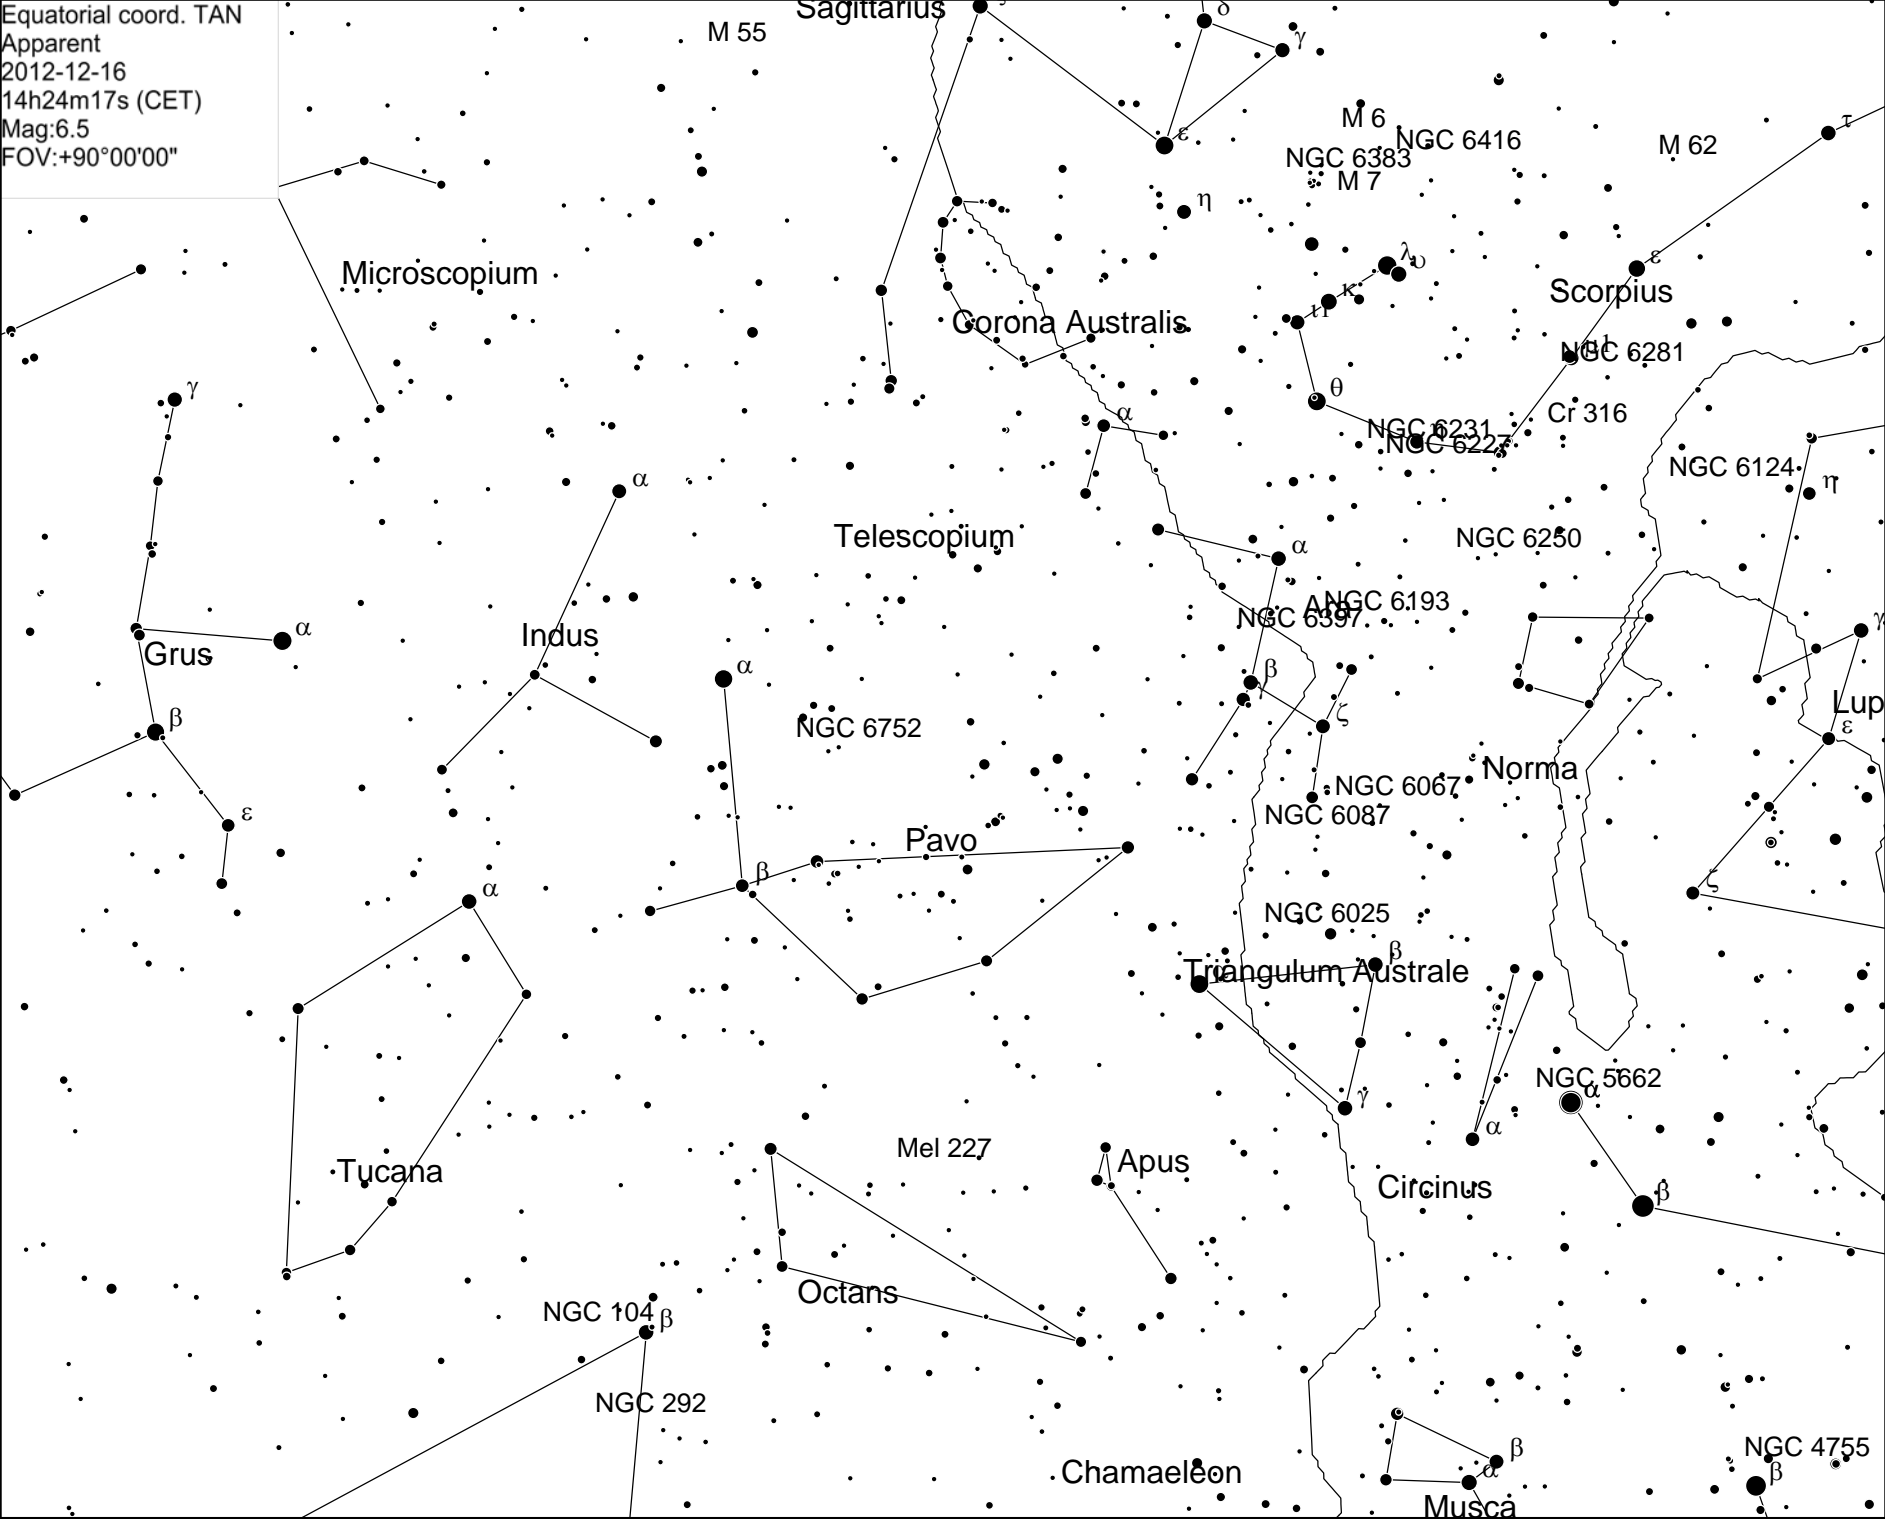 Equatorial coord. TAN
Apparent
2012-12-16
14h24m17s (CET)
Mag:6.5
FOV:+90°00'00"
Sagittarius
δ
γ
M 55
ε
M 6
NGC 6416
τ
M 62
NGC 6383
M 7
η
λ
υ
ε
Microscopium
κ
Scorpius
ι1
Corona Australis
μ1
NGC 6281
γ
θ
α
Cr 316
NGC 6231
η
NGC 6227
NGC 6124
η
α
Telescopium
NGC 6250
α
NGC 6193
Ara
NGC 6397
γ
α
Indus
Grus
α
β
γ
Lup
β
ζ
ε
NGC 6752
Norma
NGC 6067
ε
NGC 6087
Pavo
β
ζ
α
NGC 6025
β
Triangulum Australe
α
NGC 5662
α
γ
α
Mel 227
Apus
Tucana
Circinus
β
Octans
NGC 104
β
NGC 292
NGC 4755
β
α
β
Chamaeleon
Musca